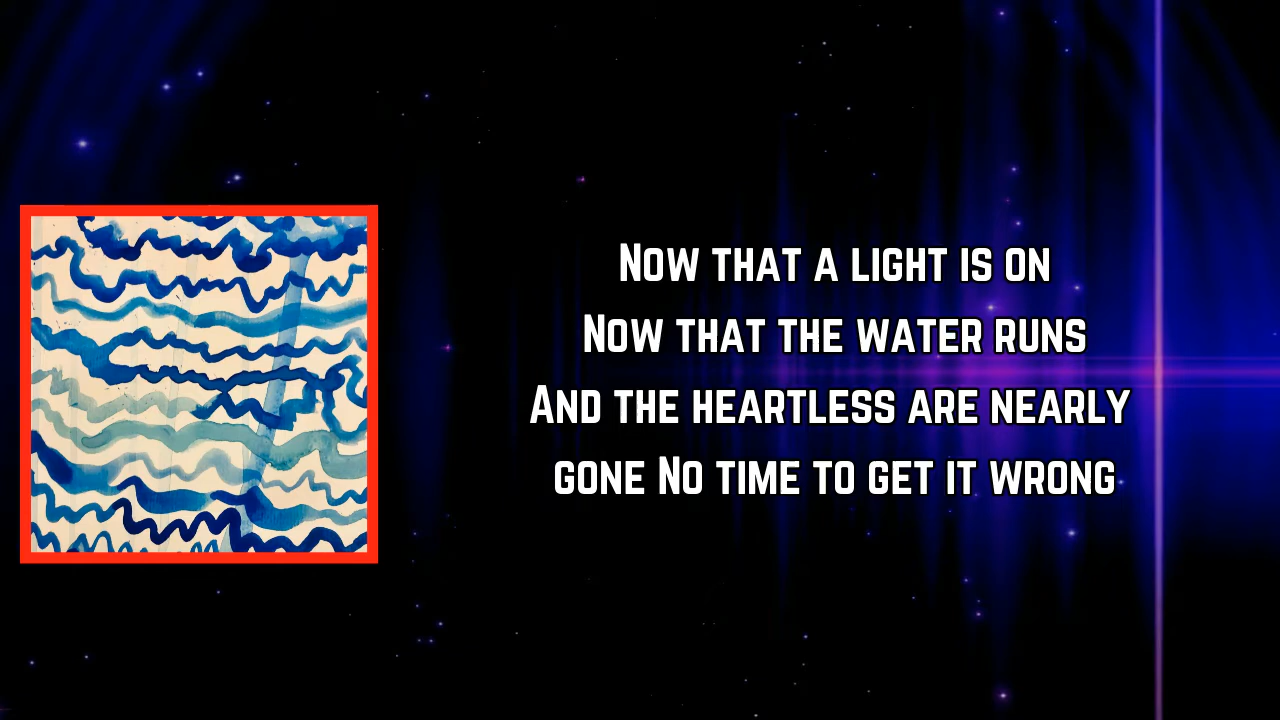 Now that a light is on
Now that the water runs
And the heartless are nearly
gone No time to get it wrong